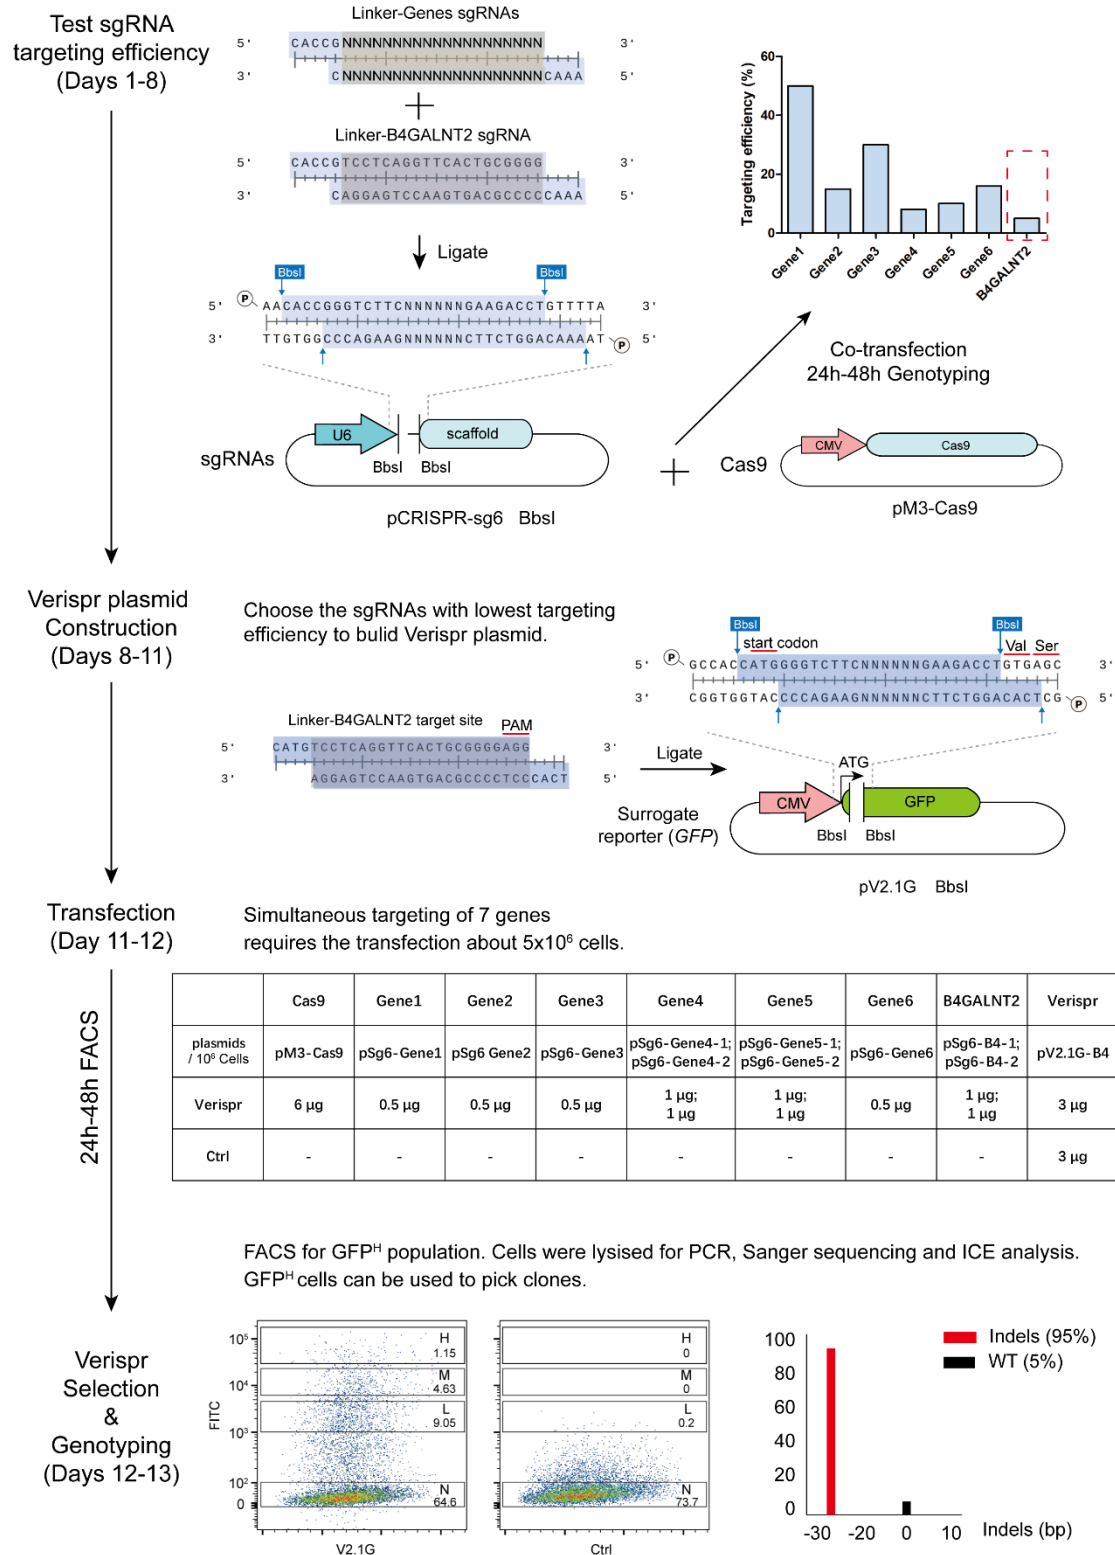 Test sgRNA
targeting efficiency
(Days 1-8)
Linker-Genes sgRNAs
5' CACCGNNNNNNNNNNNNNNNNNNNN 3'
3' CNNNNNNNNNNNNNNNNNNNNCAAA 5'
Linker-B4GALNT2 sgRNA
5' CACCGTCCTCAGGTTCACTGCGGGG 3'
3' CAGGAGTCCAAGTGACGCCCCCAAA 5'
Ligate
BbsI BbsI
5' P AACACCGGGTCTTCNNNNNNGAAGACCTGTTTTA 3'
3' TTGTGGCCCAGAAGNNNNNNCTTCTGGACAAAAT P 5'
U6 scaffold
sgRNAs
BbsI BbsI
pCRISPR-sg6 BbsI
Targeting efficiency (%)
60
40
20
0
Gene1 Gene2 Gene3 Gene4 Gene5 Gene6 B4GALNT2
Co-transfection
24h-48h Genotyping
Cas9
CMV Cas9
pM3-Cas9
Verispr plasmid
Construction
(Days 8-11)
Choose the sgRNAs with lowest targeting
efficiency to bulid Verispr plasmid.
Linker-B4GALNT2 target site PAM
5' CATGTCCTCAGGTTCACTGCGGGGAGG 3'
3' AGGAGTCCAAGTGACGCCCCTCCCACT 5'
Ligate
Surrogate
reporter (GFP)
BbsI BbsI
start codon Val Ser
5' P GCCACCATGGGGTCTTCNNNNNNGAAGACCTGTGAGC 3'
3' CGGTGGTACCCCAGAAGNNNNNNCTTCTGGACACTCG P 5'
ATG
CMV GFP
BbsI BbsI
pV2.1G BbsI
Transfection
(Day 11-12)
Simultaneous targeting of 7 genes
requires the transfection about 5x10⁶ cells.
24h-48h FACS
Cas9 Gene1 Gene2 Gene3 Gene4 Gene5 Gene6 B4GALNT2 Verispr
plasmids / 10⁶ Cells pM3-Cas9 pSg6-Gene1 pSg6 Gene2 pSg6-Gene3 pSg6-Gene4-1; pSg6-Gene4-2 pSg6-Gene5-1; pSg6-Gene5-2 pSg6-Gene6 pSg6-B4-1; pSg6-B4-2 pV2.1G-B4
Verispr 6 μg 0.5 μg 0.5 μg 0.5 μg 1 μg; 1 μg 1 μg; 1 μg 0.5 μg 1 μg; 1 μg 3 μg
Ctrl - - - - - - - - 3 μg
FACS for GFPᴴ population. Cells were lysised for PCR, Sanger sequencing and ICE analysis.
GFPᴴ cells can be used to pick clones.
Verispr
Selection
&
Genotyping
(Days 12-13)
FITC
10⁵
10⁴
10³
10²
0
H
1.15
M
4.63
L
9.05
N
64.6
V2.1G
H
0
M
0
L
0.2
N
73.7
Ctrl
100
80
60
40
20
0
-30 -20 0 10 Indels (bp)
Indels (95%)
WT (5%)